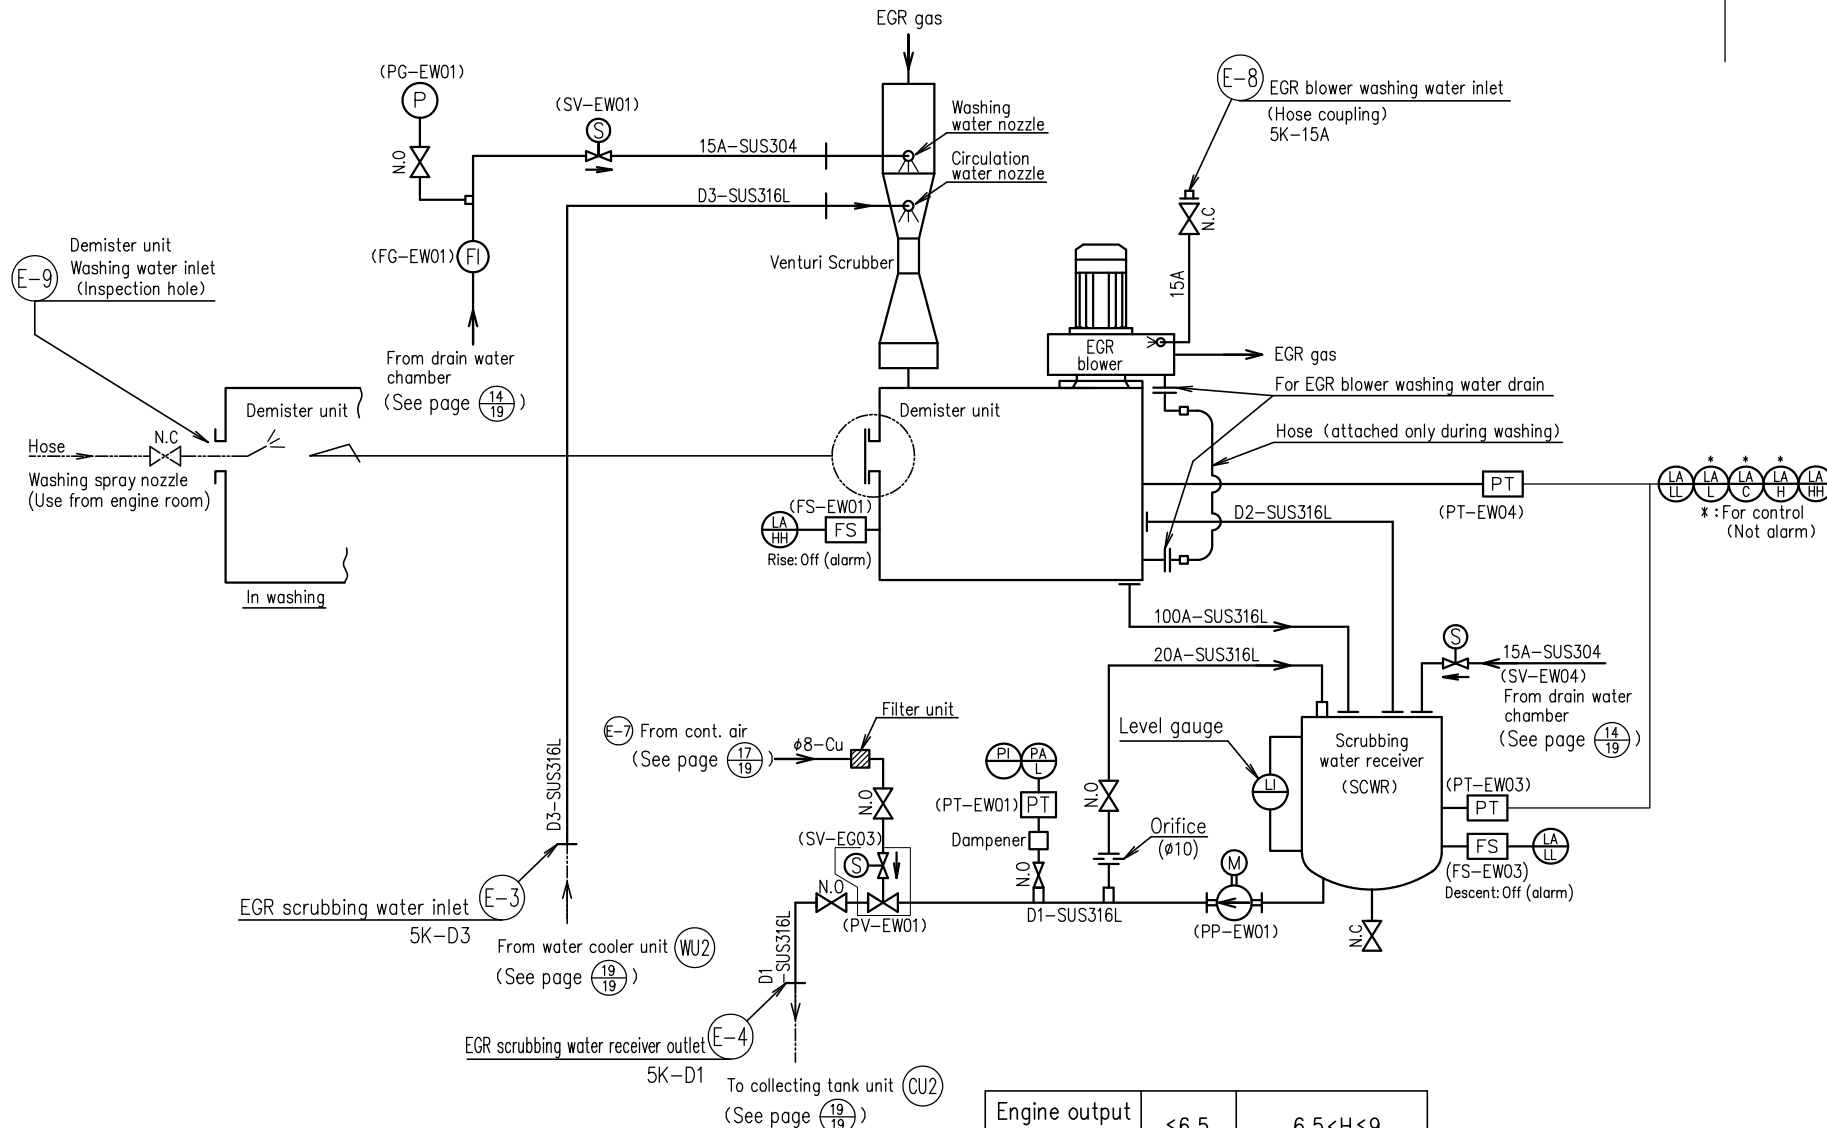 EGR gas
(PG-EW01)
P
N.O
(SV-EW01)
S
15A-SUS304
Washing
water nozzle
Circulation
water nozzle
D3-SUS316L
E-8
EGR blower washing water inlet
(Hose coupling)
5K-15A
N.C
15A
(FG-EW01)
FI
Venturi Scrubber
E-9
Demister unit
Washing water inlet
(Inspection hole)
From drain water
chamber
(See page 14/19)
EGR
blower
EGR gas
For EGR blower washing water drain
Hose (attached only during washing)
Demister unit
Hose
N.C
Washing spray nozzle
(Use from engine room)
In washing
Demister unit
(FS-EW01)
LA
HH
FS
Rise: Off (alarm)
PT
(PT-EW04)
* * *
LA LA LA LA LA
LL L C H HH
*:For control
(Not alarm)
D2-SUS316L
100A-SUS316L
20A-SUS316L
S
15A-SUS304
(SV-EW04)
From drain water
chamber
(See page 14/19)
Level gauge
LI
Scrubbing
water receiver
(SCWR)
(PT-EW03)
PT
FS
LA
LL
(FS-EW03)
Descent: Off (alarm)
N.C
E-7 From cont. air
(See page 17/19)
φ8-Cu
Filter unit
N.O
(SV-EG03)
S
N.O
(PV-EW01)
PI PA
L
(PT-EW01)
PT
Dampener
N.O
N.O
Orifice
(φ10)
D1-SUS316L
M
(PP-EW01)
D3-SUS316L
E-3
EGR scrubbing water inlet
5K-D3
From water cooler unit WU2
(See page 19/19)
D1
-SUS316L
E-4
EGR scrubbing water receiver outlet
5K-D1
To collecting tank unit CU2
(See page 19/19)
Engine output
≤6.5 6.5<H≤9